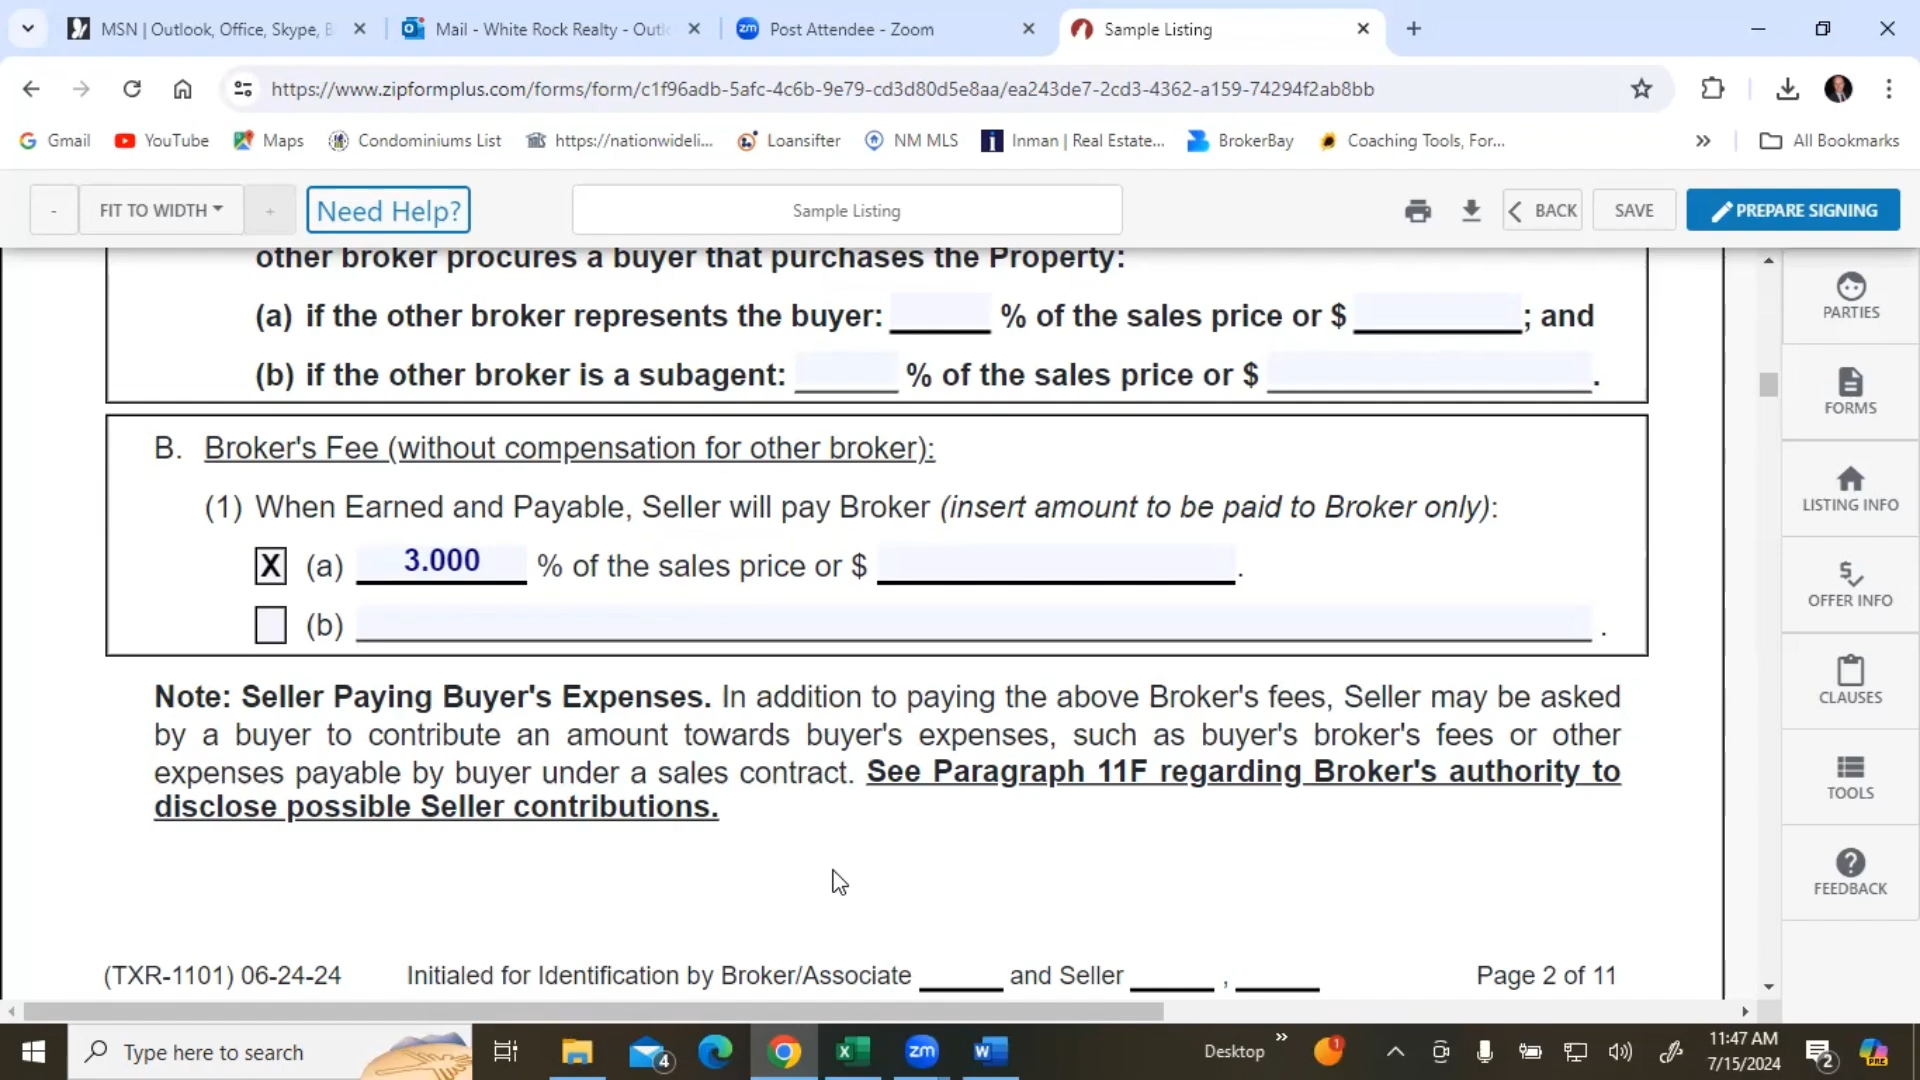 MSN | Outlook, Office, Skype, B
Mail - White Rock Realty - Outlo
zm Post Attendee - Zoom
Sample Listing
https://www.zipformplus.com/forms/form/c1f96adb-5afc-4c6b-9e79-cd3d80d5e8aa/ea243de7-2cd3-4362-a159-74294f2ab8bb
Gmail YouTube Maps Condominiums List https://nationwideli... Loansifter NM MLS Inman | Real Estate... BrokerBay Coaching Tools, For... » All Bookmarks
- FIT TO WIDTH + Need Help? Sample Listing BACK SAVE PREPARE SIGNING
other broker procures a buyer that purchases the Property:
(a) if the other broker represents the buyer: % of the sales price or $ ; and
(b) if the other broker is a subagent: % of the sales price or $ .
B. Broker's Fee (without compensation for other broker):
(1) When Earned and Payable, Seller will pay Broker (insert amount to be paid to Broker only):
X (a) 3.000 % of the sales price or $ .
(b) .
Note: Seller Paying Buyer's Expenses. In addition to paying the above Broker's fees, Seller may be asked
by a buyer to contribute an amount towards buyer's expenses, such as buyer's broker's fees or other
expenses payable by buyer under a sales contract. See Paragraph 11F regarding Broker's authority to
disclose possible Seller contributions.
(TXR-1101) 06-24-24 Initialed for Identification by Broker/Associate and Seller , Page 2 of 11
PARTIES
FORMS
LISTING INFO
OFFER INFO
CLAUSES
TOOLS
FEEDBACK
Type here to search
4
zm
Desktop »
1
11:47 AM
7/15/2024
2
PRE